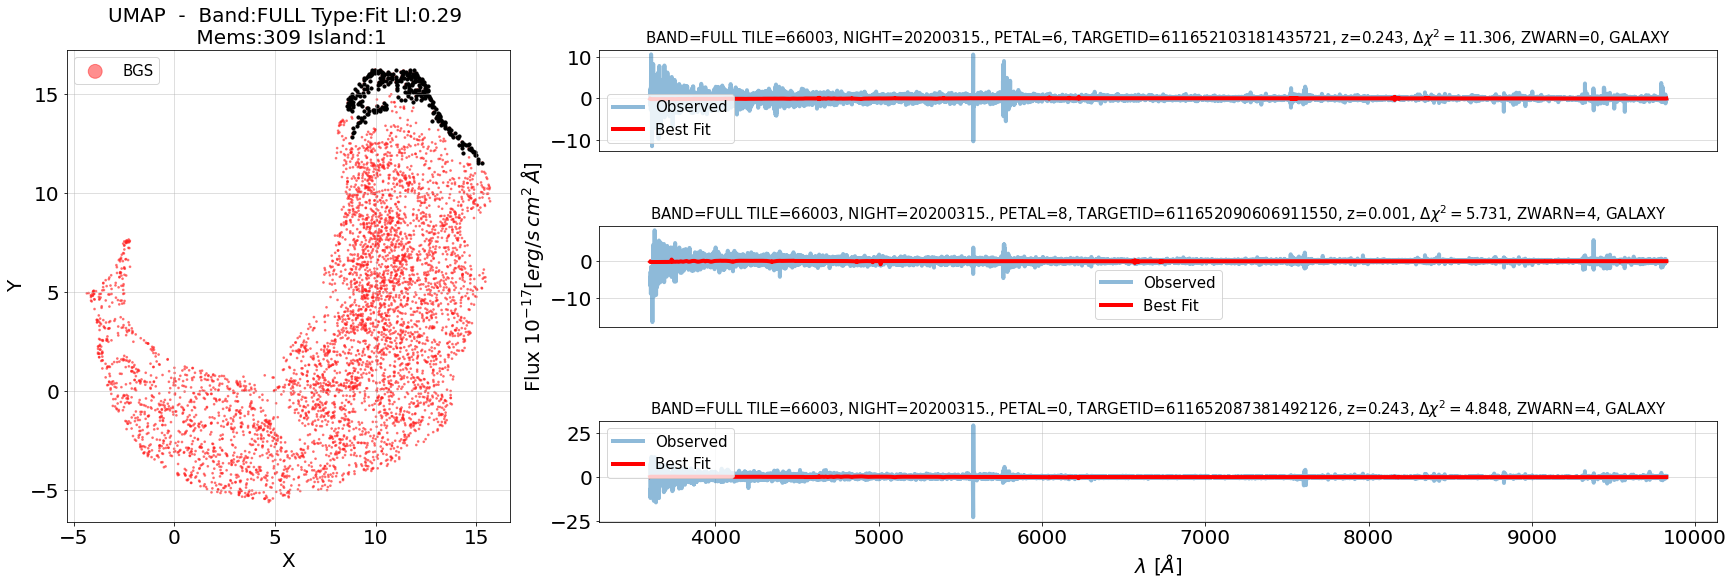 UMAP - Band:FULL Type:Fit Ll:0.29
Mems:309 Island:1
BGS
15
10
5
0
−5
Y
−5
0
5
10
15
X
Flux 10⁻¹⁷[erg/s cm² Å]
BAND=FULL TILE=66003, NIGHT=20200315., PETAL=6, TARGETID=611652103181435721, z=0.243, Δχ² = 11.306, ZWARN=0, GALAXY
10
0
−10
Observed
Best Fit
BAND=FULL TILE=66003, NIGHT=20200315., PETAL=8, TARGETID=611652090606911550, z=0.001, Δχ² = 5.731, ZWARN=4, GALAXY
0
−10
Observed
Best Fit
BAND=FULL TILE=66003, NIGHT=20200315., PETAL=0, TARGETID=611652087381492126, z=0.243, Δχ² = 4.848, ZWARN=4, GALAXY
25
0
−25
Observed
Best Fit
4000
5000
6000
7000
8000
9000
10000
λ [Å]